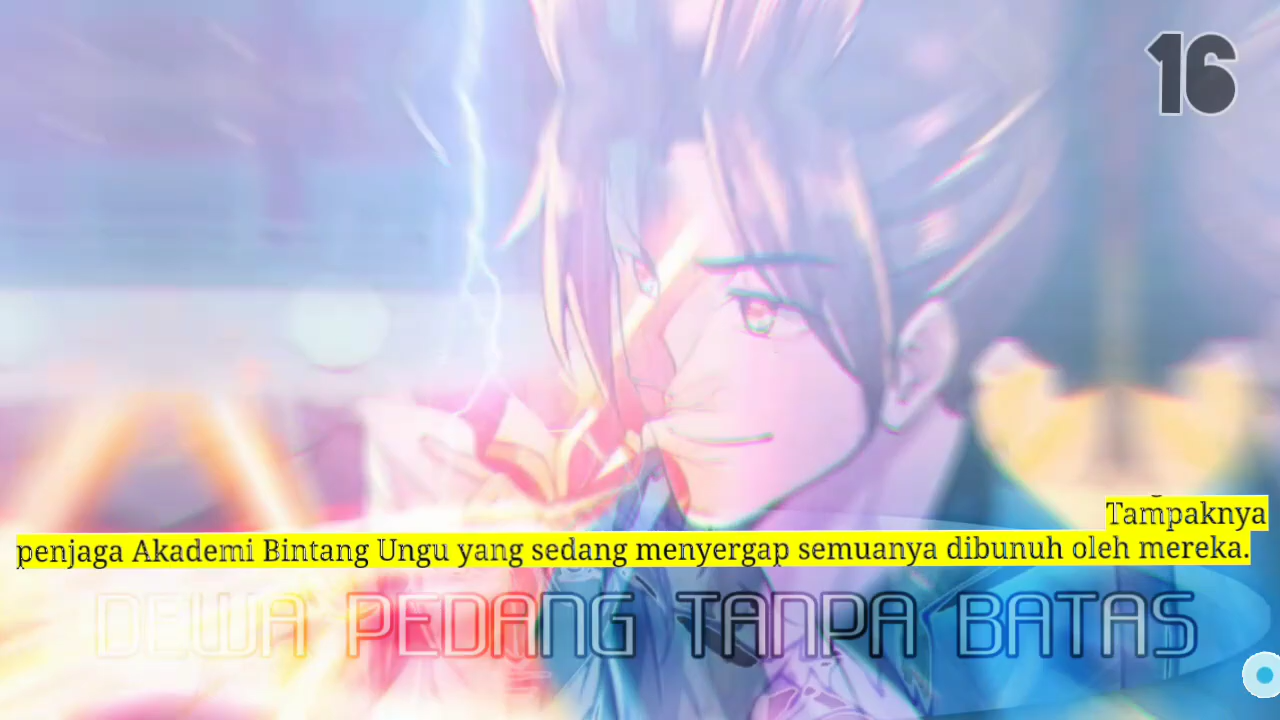 16
Tampaknya
penjaga Akademi Bintang Ungu yang sedang menyergap semuanya dibunuh oleh mereka.
DEWA PEDANG TANPA BATAS